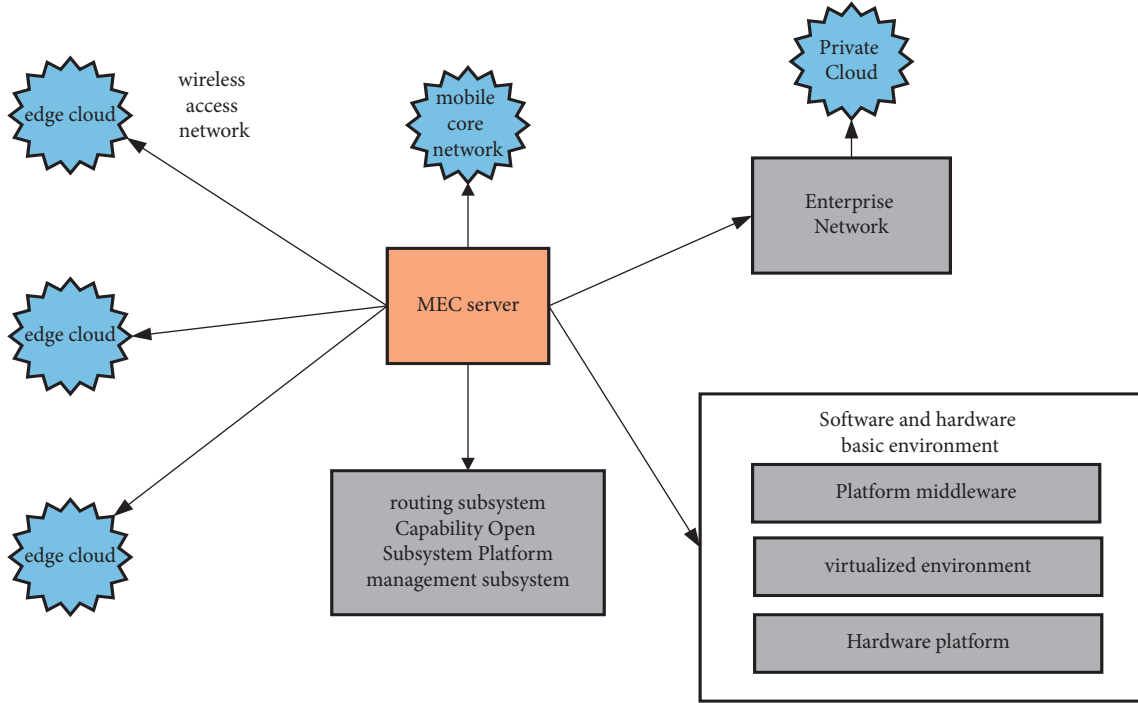 edge cloud
wireless
access
network
mobile
core
network
Private
Cloud
Enterprise
Network
MEC server
edge cloud
edge cloud
routing subsystem
Capability Open
Subsystem Platform
management subsystem
Software and hardware
basic environment
Platform middleware
virtualized environment
Hardware platform